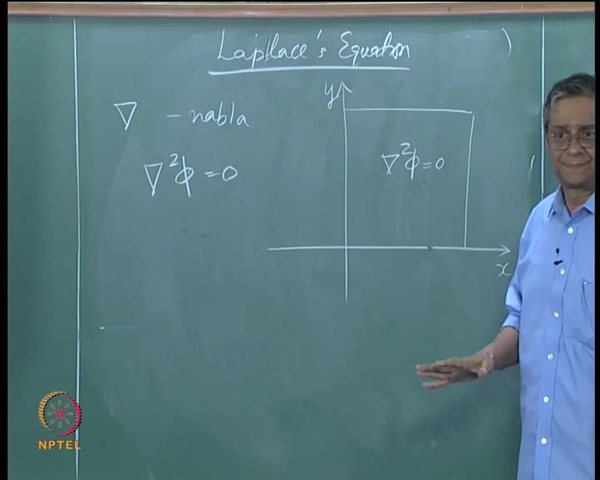 Laplace's Equation
∇ - nabla
∇²φ = 0
y
∇²φ = 0
x
NPTEL